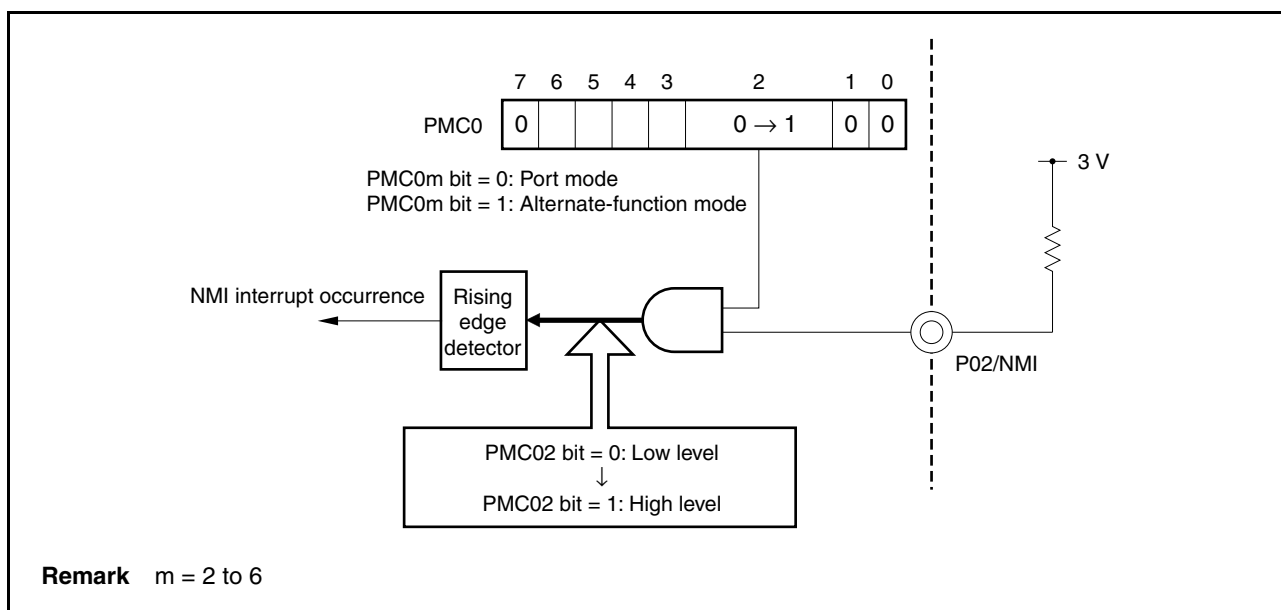 7 6 5 4 3 2 1 0
PMC0 0 0 → 1 0 0
3 V
PMC0m bit = 0: Port mode
PMC0m bit = 1: Alternate-function mode
NMI interrupt occurrence
Rising
edge
detector
P02/NMI
PMC02 bit = 0: Low level
↓
PMC02 bit = 1: High level
Remark m = 2 to 6